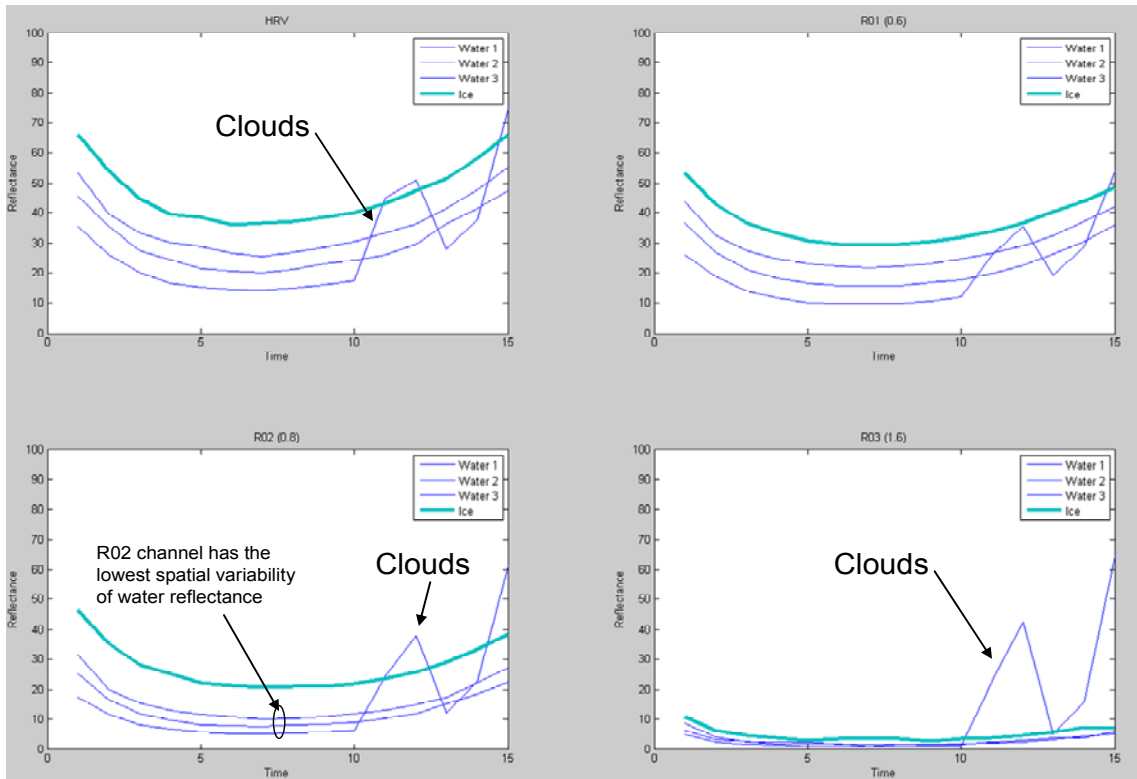 HRV
100
90
80
70
60
50
40
30
20
10
0
Reflectance
0
5
10
15
Time
Water 1
Water 2
Water 3
Ice
Clouds
R01 (0.6)
100
90
80
70
60
50
40
30
20
10
0
Reflectance
0
5
10
15
Time
Water 1
Water 2
Water 3
Ice
R02 (0.8)
100
90
80
70
60
50
40
30
20
10
0
Reflectance
0
5
10
15
Time
Water 1
Water 2
Water 3
Ice
R02 channel has the
lowest spatial variability
of water reflectance
Clouds
R03 (1.6)
100
90
80
70
60
50
40
30
20
10
0
Reflectance
0
5
10
15
Time
Water 1
Water 2
Water 3
Ice
Clouds